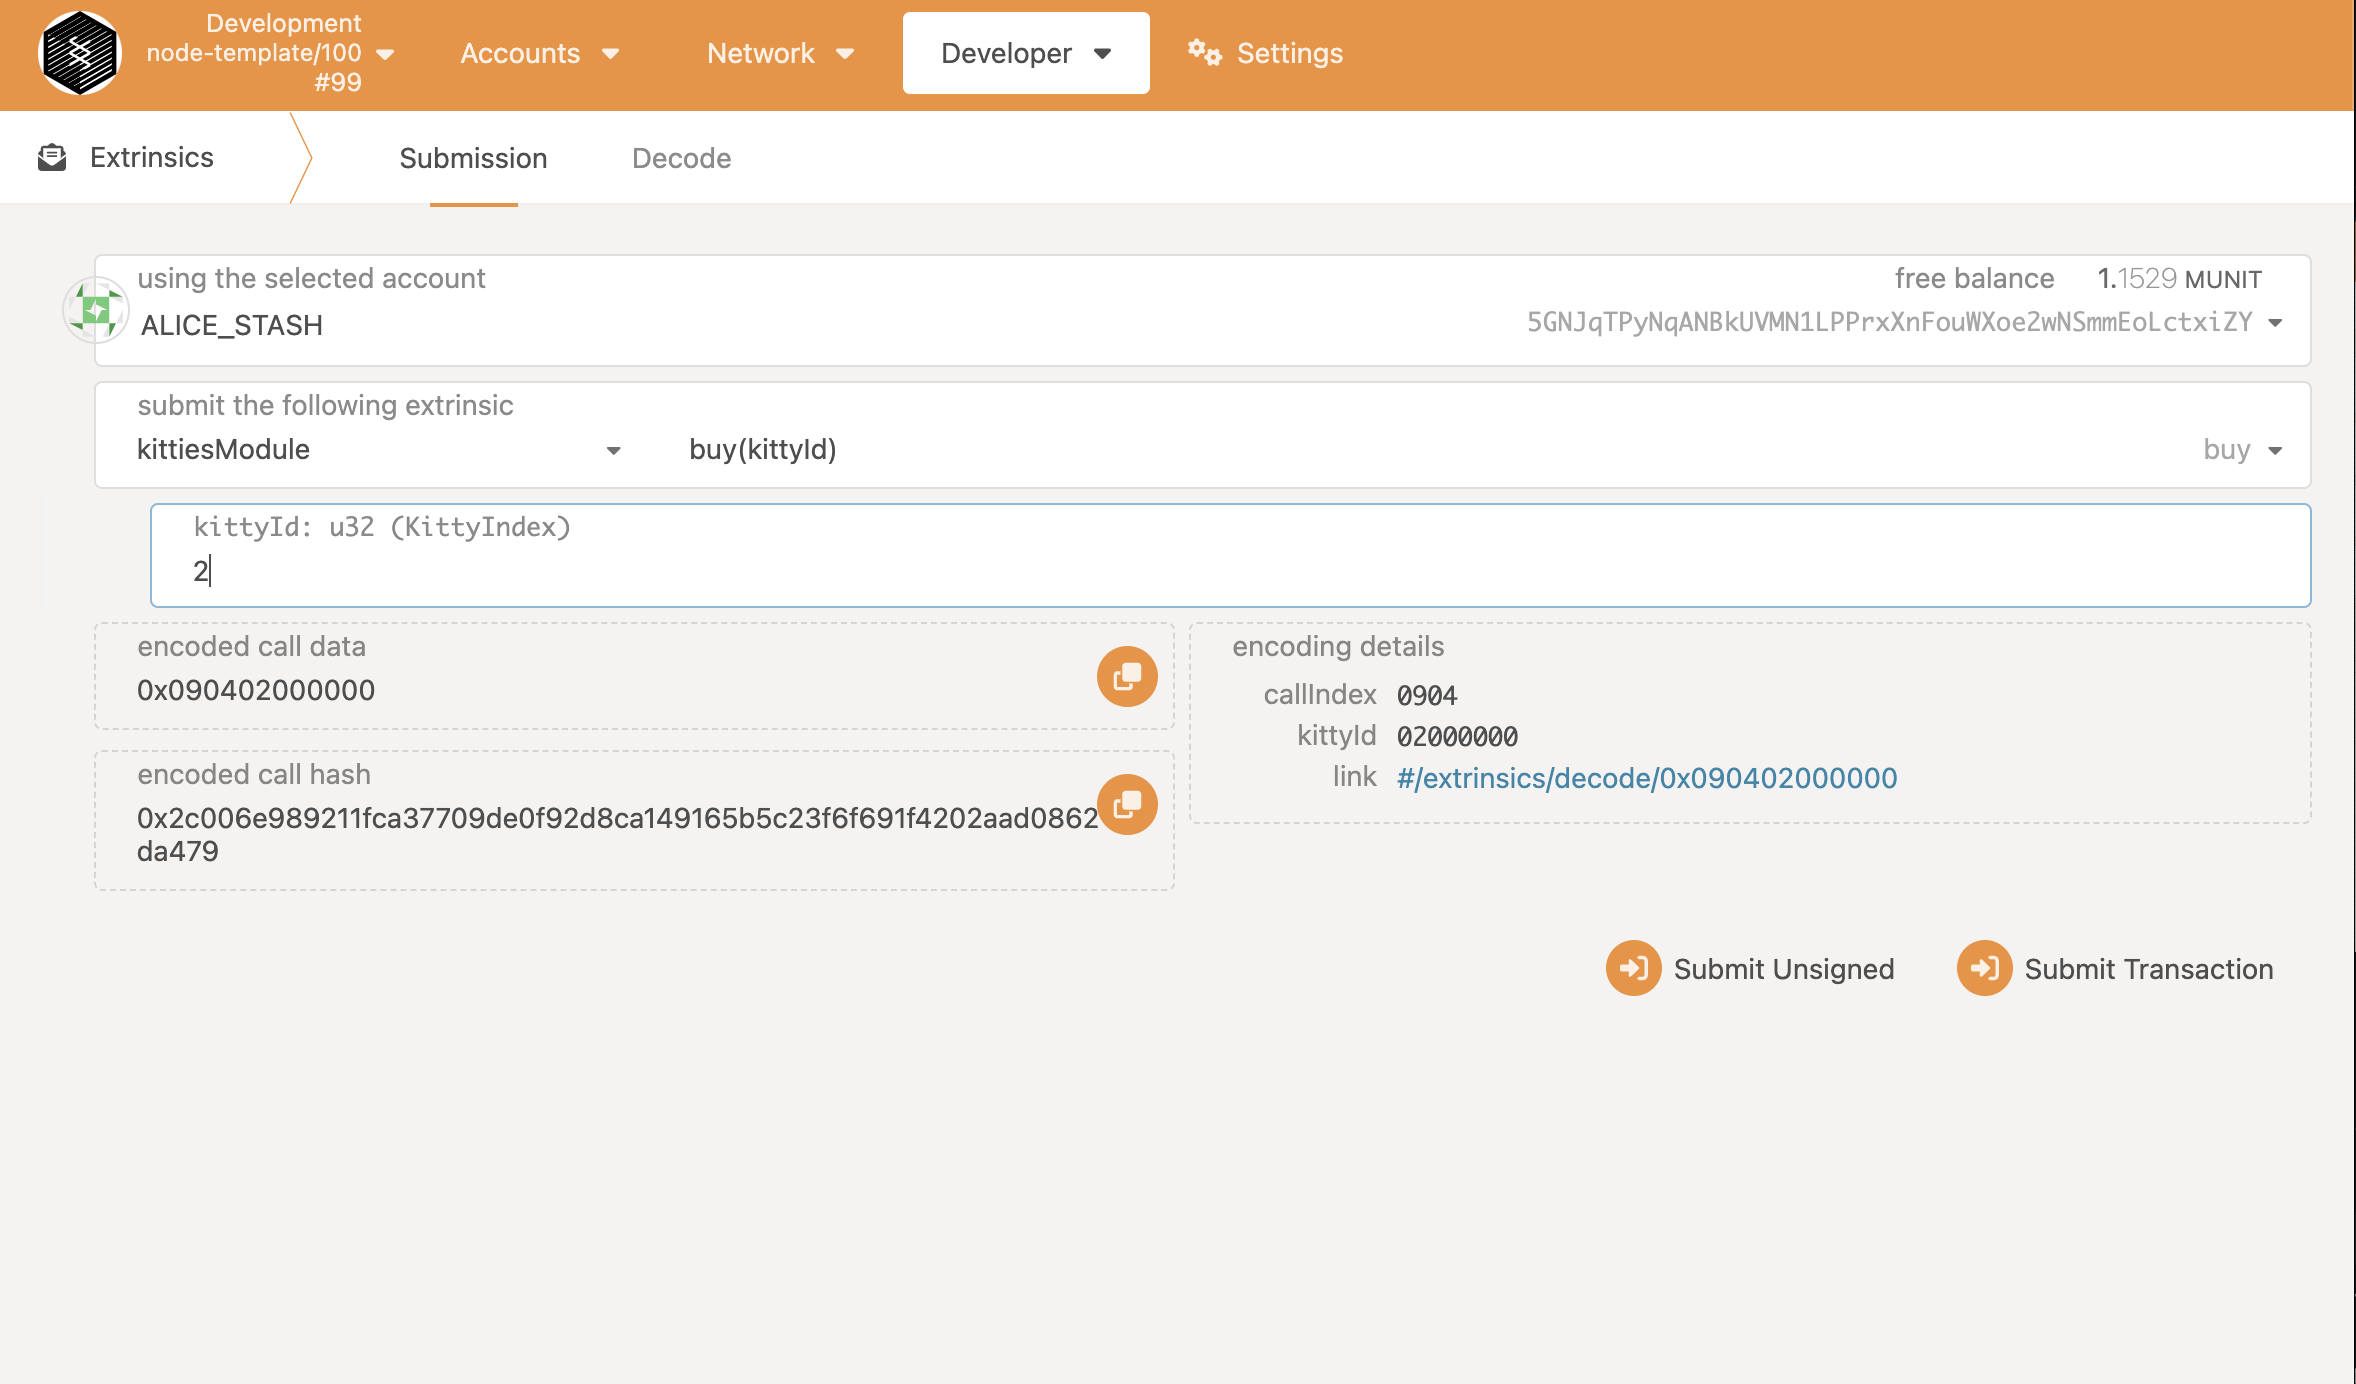 Development
node-template/100
#99
Accounts
Network
Developer
Settings
Extrinsics
Submission
Decode
using the selected account
free balance 1.1529 MUNIT
ALICE_STASH
5GNJqTPyNqANBkUVMN1LPPrxXnFouWXoe2wNSmmEoLctxiZY
submit the following extrinsic
kittiesModule
buy(kittyId)
buy
kittyId: u32 (KittyIndex)
2
encoded call data
0x090402000000
encoding details
callIndex 0904
kittyId 02000000
link #/extrinsics/decode/0x090402000000
encoded call hash
0x2c006e989211fca37709de0f92d8ca149165b5c23f6f691f4202aad0862
da479
Submit Unsigned
Submit Transaction